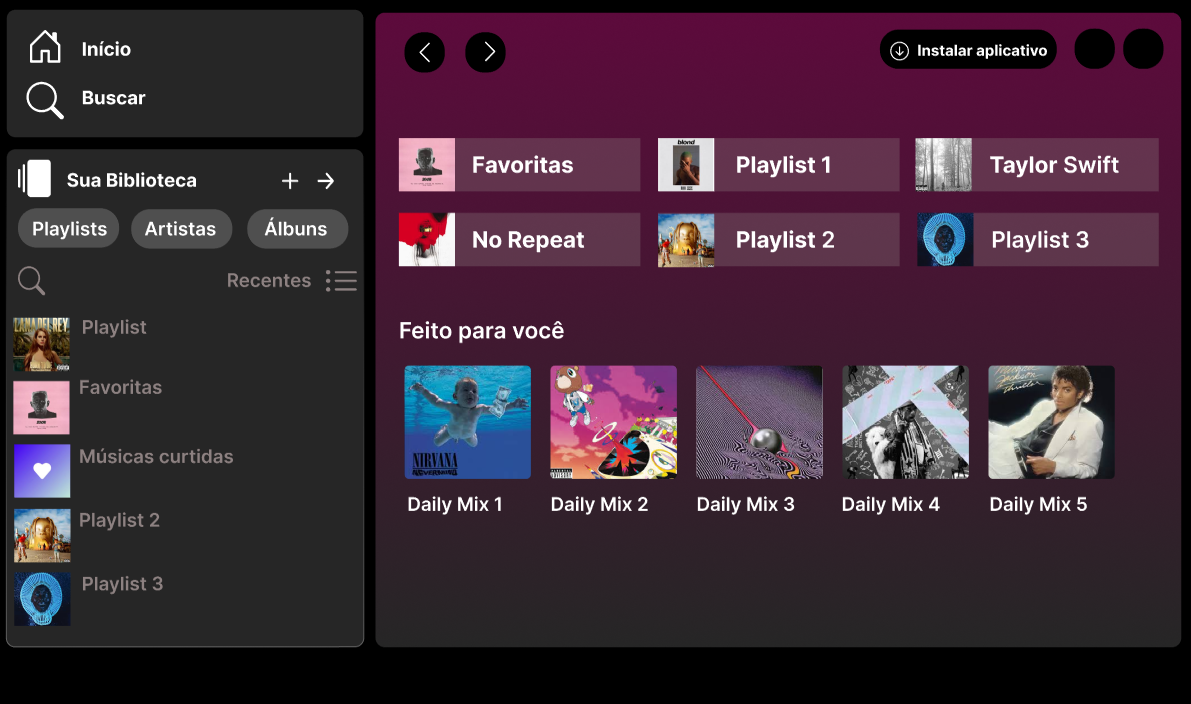 Início
Buscar
Sua Biblioteca
Playlists
Artistas
Álbuns
Recentes
LANA DEL REY
Playlist
Favoritas
Músicas curtidas
Playlist 2
Playlist 3
Instalar aplicativo
Favoritas
blond
Playlist 1
Taylor Swift
No Repeat
Playlist 2
Playlist 3
Feito para você
NIRVANA
NEVERMIND
Daily Mix 1
Daily Mix 2
Daily Mix 3
Daily Mix 4
Thriller
Daily Mix 5